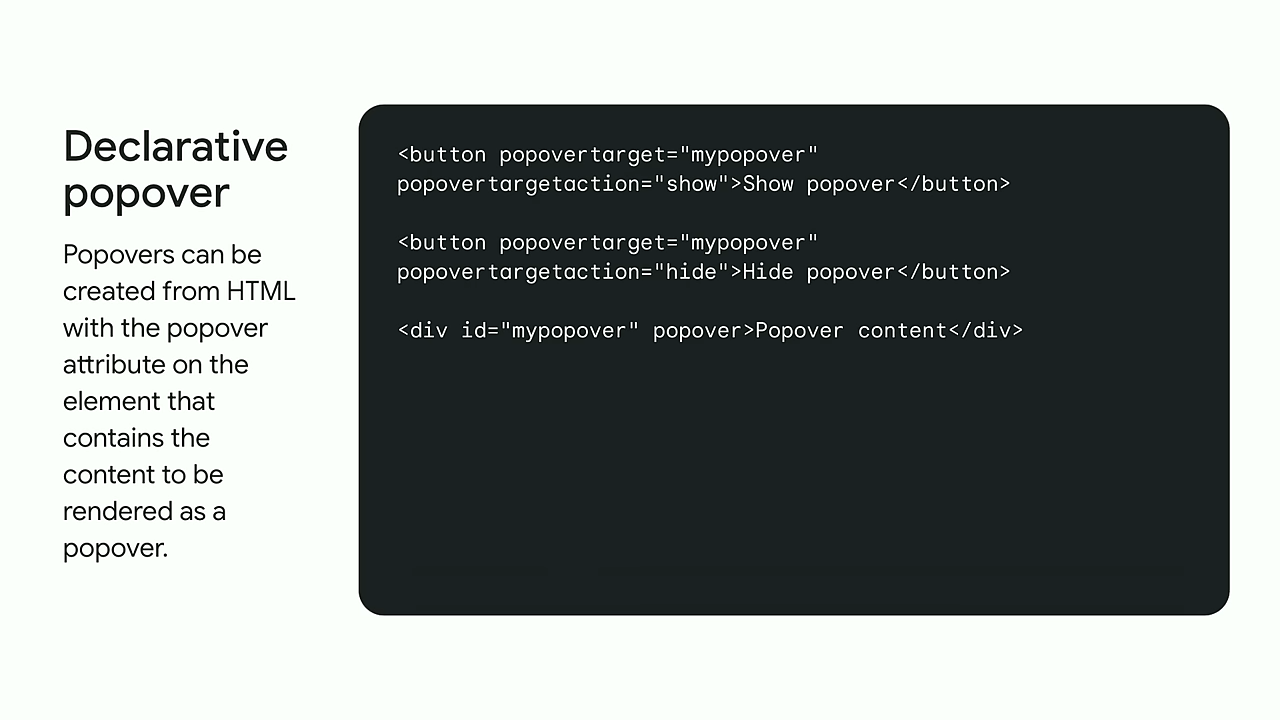 Declarative
popover
Popovers can be
created from HTML
with the popover
attribute on the
element that
contains the
content to be
rendered as a
popover.
<button popovertarget="mypopover"
popovertargetaction="show">Show popover</button>
<button popovertarget="mypopover"
popovertargetaction="hide">Hide popover</button>
<div id="mypopover" popover>Popover content</div>